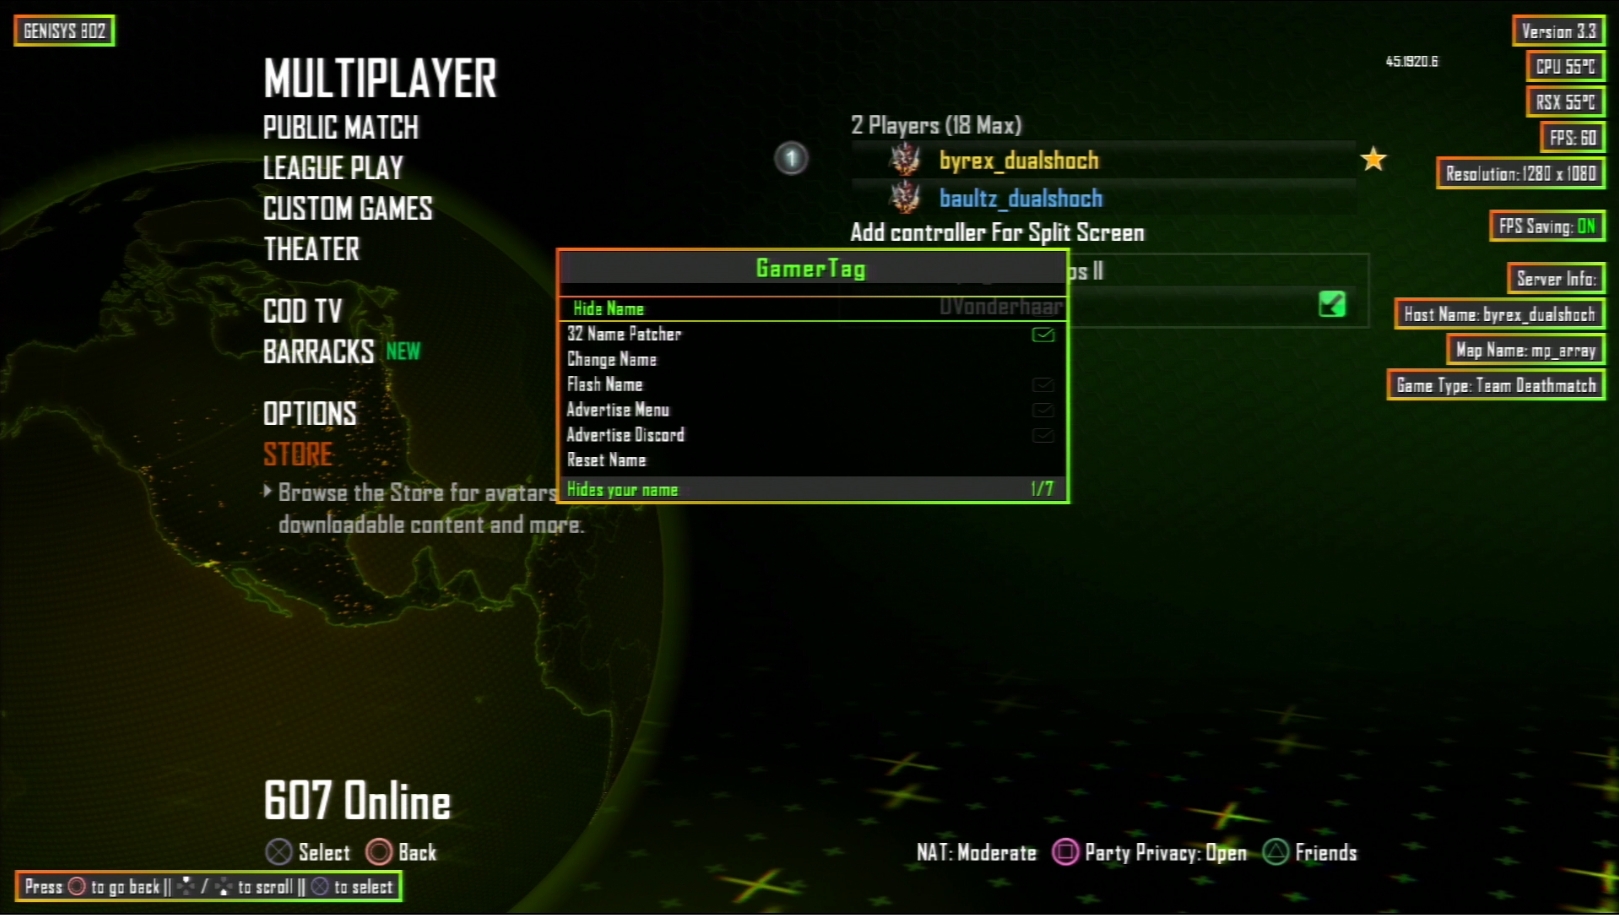 GENISYS BO2
Version 3.3
45.1920.6
CPU 55°C
RSX 55°C
FPS: 60
Resolution: 1280 x 1080
FPS Saving: ON
Server Info:
Host Name: byrex_dualshoch
Map Name: mp_array
Game Type: Team Deathmatch
MULTIPLAYER
PUBLIC MATCH
LEAGUE PLAY
CUSTOM GAMES
THEATER
COD TV
BARRACKS NEW
OPTIONS
STORE
Browse the Store for avatars
downloadable content and more.
2 Players (18 Max)
1
byrex_dualshoch
baultz_dualshoch
Add controller For Split Screen
ps II
DVonderhaar
GamerTag
Hide Name
32 Name Patcher
Change Name
Flash Name
Advertise Menu
Advertise Discord
Reset Name
Hides your name 1/7
607 Online
Select Back
NAT: Moderate Party Privacy: Open Friends
Press to go back || / to scroll || to select